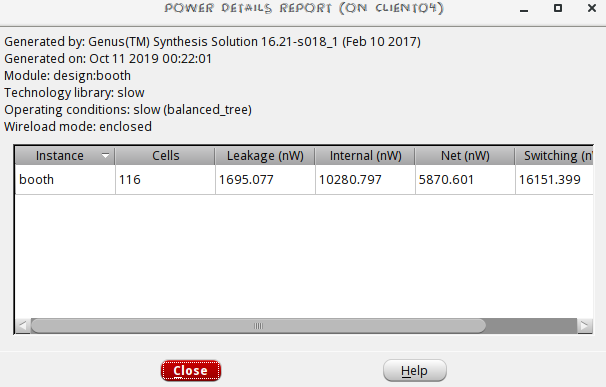 POWER DETAILS REPORT (ON CLIENT04)
Generated by: Genus(TM) Synthesis Solution 16.21-s018_1 (Feb 10 2017)
Generated on: Oct 11 2019 00:22:01
Module: design:booth
Technology library: slow
Operating conditions: slow (balanced_tree)
Wireload mode: enclosed
Instance Cells Leakage (nW) Internal (nW) Net (nW) Switching (n
booth 116 1695.077 10280.797 5870.601 16151.399
Close Help